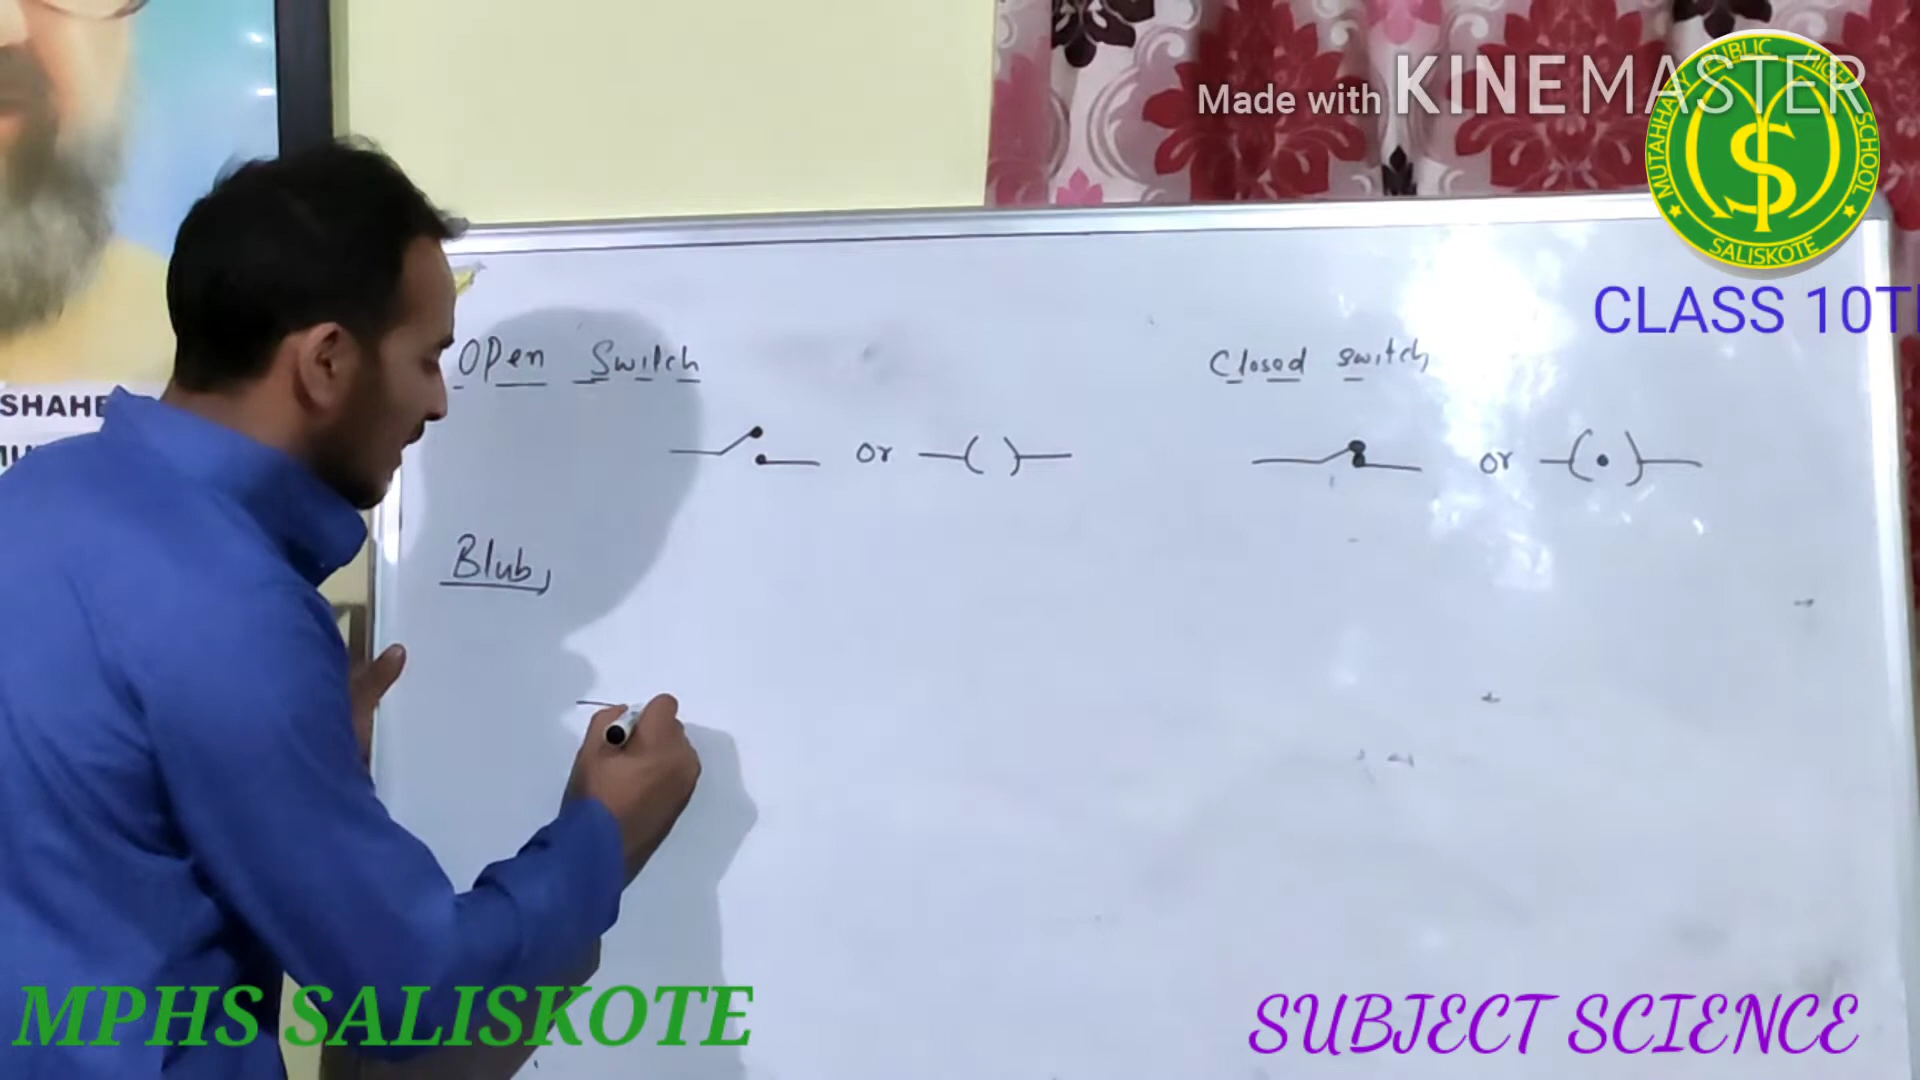 Made with KINEMASTER
MUTAHHARY PUBLIC HIGH SCHOOL
SALISKOTE
CLASS 10T
SHAHE
Open Switch
Closed switch
or
or
Blub,
MPHS SALISKOTE
SUBJECT SCIENCE